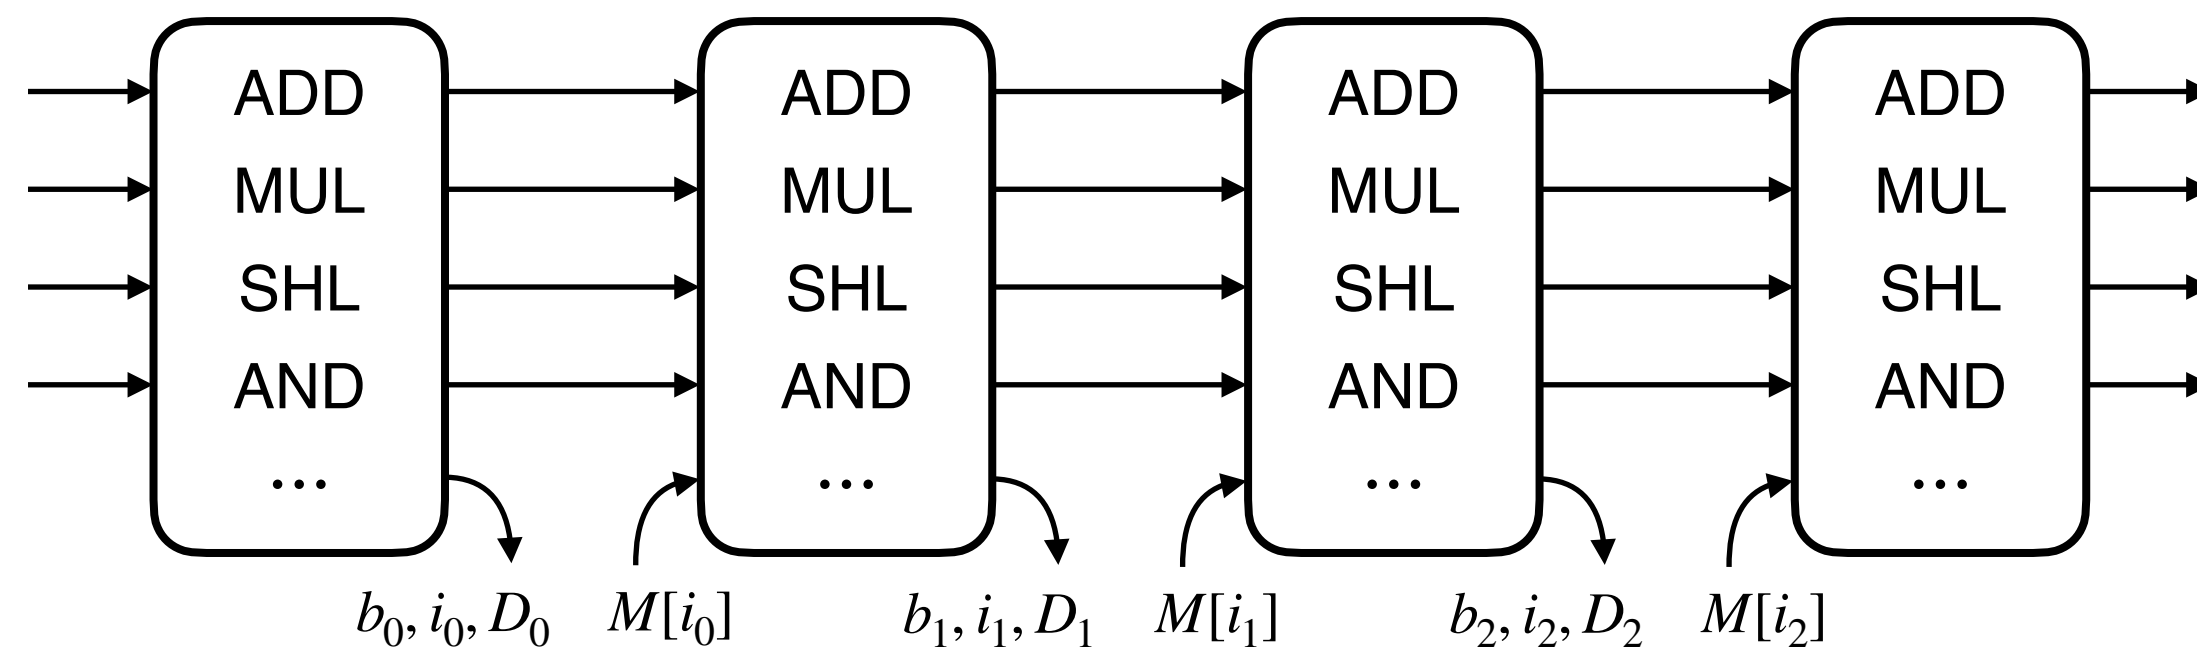 ADD ADD ADD ADD
MUL MUL MUL MUL
SHL SHL SHL SHL
AND AND AND AND
... ... ... ...
b₀, i₀, D₀ M[i₀] b₁, i₁, D₁ M[i₁] b₂, i₂, D₂ M[i₂]